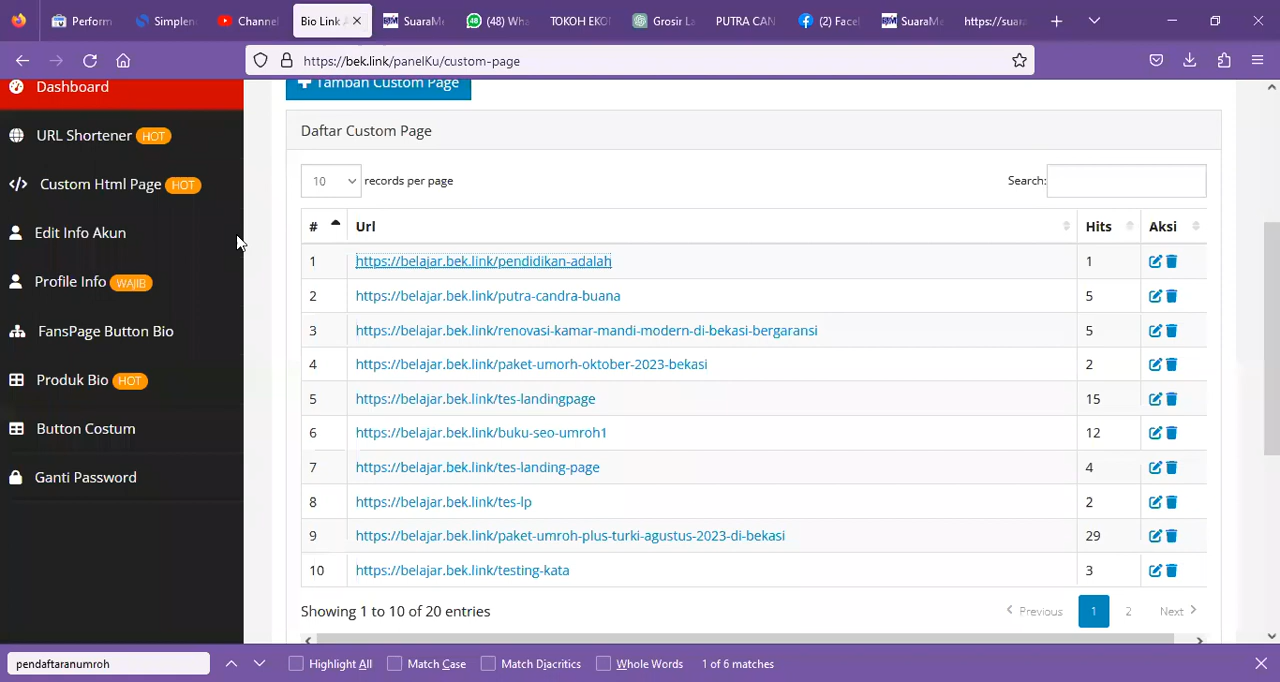 Perform
Simplen
Channel
Bio Link
SuaraMe
(48) Wha
TOKOH EKO
Grosir La
PUTRA CAN
(2) Face
SuaraMe
https://suara
https://bek.link/panelKu/custom-page
Dashboard
URL Shortener HOT
Custom Html Page HOT
Edit Info Akun
Profile Info WAJIB
FansPage Button Bio
Produk Bio HOT
Button Costum
Ganti Password
Tambah Custom Page
Daftar Custom Page
10 records per page
Search:
# Url Hits Aksi
1 https://belajar.bek.link/pendidikan-adalah 1
2 https://belajar.bek.link/putra-candra-buana 5
3 https://belajar.bek.link/renovasi-kamar-mandi-modern-di-bekasi-bergaransi 5
4 https://belajar.bek.link/paket-umorh-oktober-2023-bekasi 2
5 https://belajar.bek.link/tes-landingpage 15
6 https://belajar.bek.link/buku-seo-umroh1 12
7 https://belajar.bek.link/tes-landing-page 4
8 https://belajar.bek.link/tes-lp 2
9 https://belajar.bek.link/paket-umroh-plus-turki-agustus-2023-di-bekasi 29
10 https://belajar.bek.link/testing-kata 3
Showing 1 to 10 of 20 entries
Previous 1 2 Next
pendaftaranumroh
Highlight All
Match Case
Match Diacritics
Whole Words
1 of 6 matches